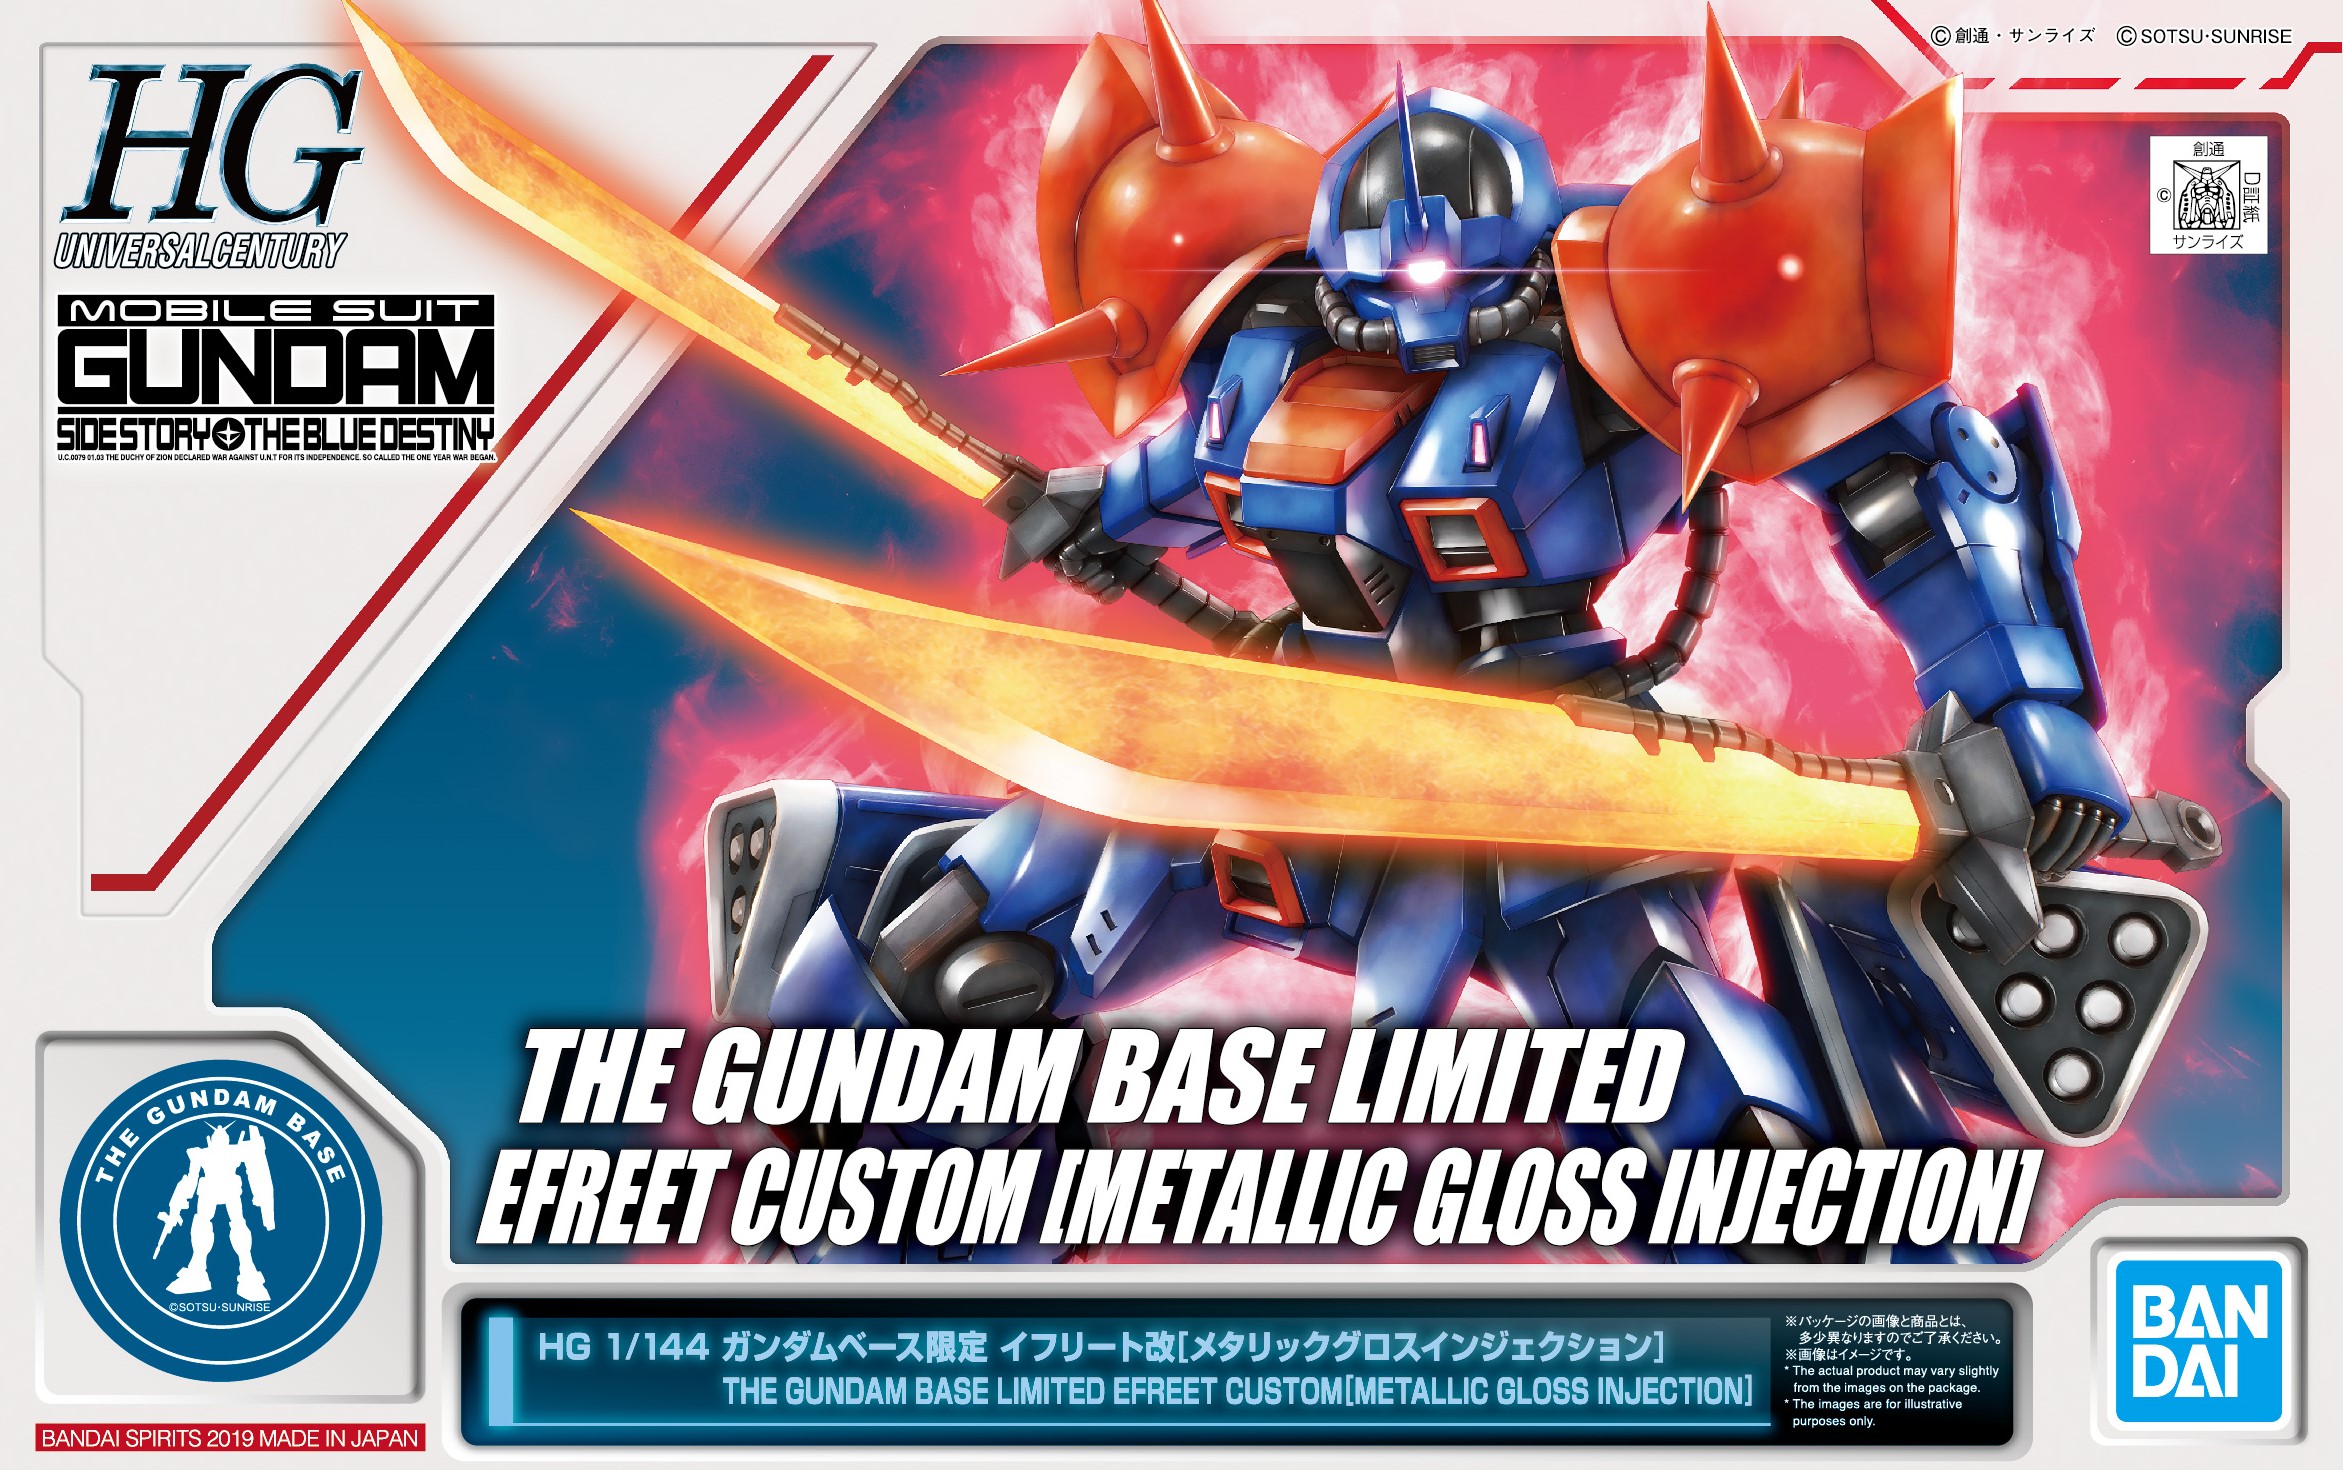 ©創通・サンライズ ©SOTSU·SUNRISE
HG
UNIVERSAL CENTURY
MOBILE SUIT
GUNDAM
SIDE STORY THE BLUE DESTINY
U.C.0079 01.03 THE DUCHY OF ZION DECLARED WAR AGAINST U.N.T FOR ITS INDEPENDENCE. SO CALLED THE ONE YEAR WAR BEGAN.
創通
©
D証紙
サンライズ
THE GUNDAM BASE LIMITED
EFREET CUSTOM [METALLIC GLOSS INJECTION]
THE GUNDAM BASE
©SOTSU·SUNRISE
HG 1/144 ガンダムベース限定 イフリート改[メタリックグロスインジェクション]
THE GUNDAM BASE LIMITED EFREET CUSTOM[METALLIC GLOSS INJECTION]
※パッケージの画像と商品とは、
多少異なりますのでご了承ください。
※画像はイメージです。
* The actual product may vary slightly
from the images on the package.
* The images are for illustrative
purposes only.
BAN
DAI
BANDAI SPIRITS 2019 MADE IN JAPAN